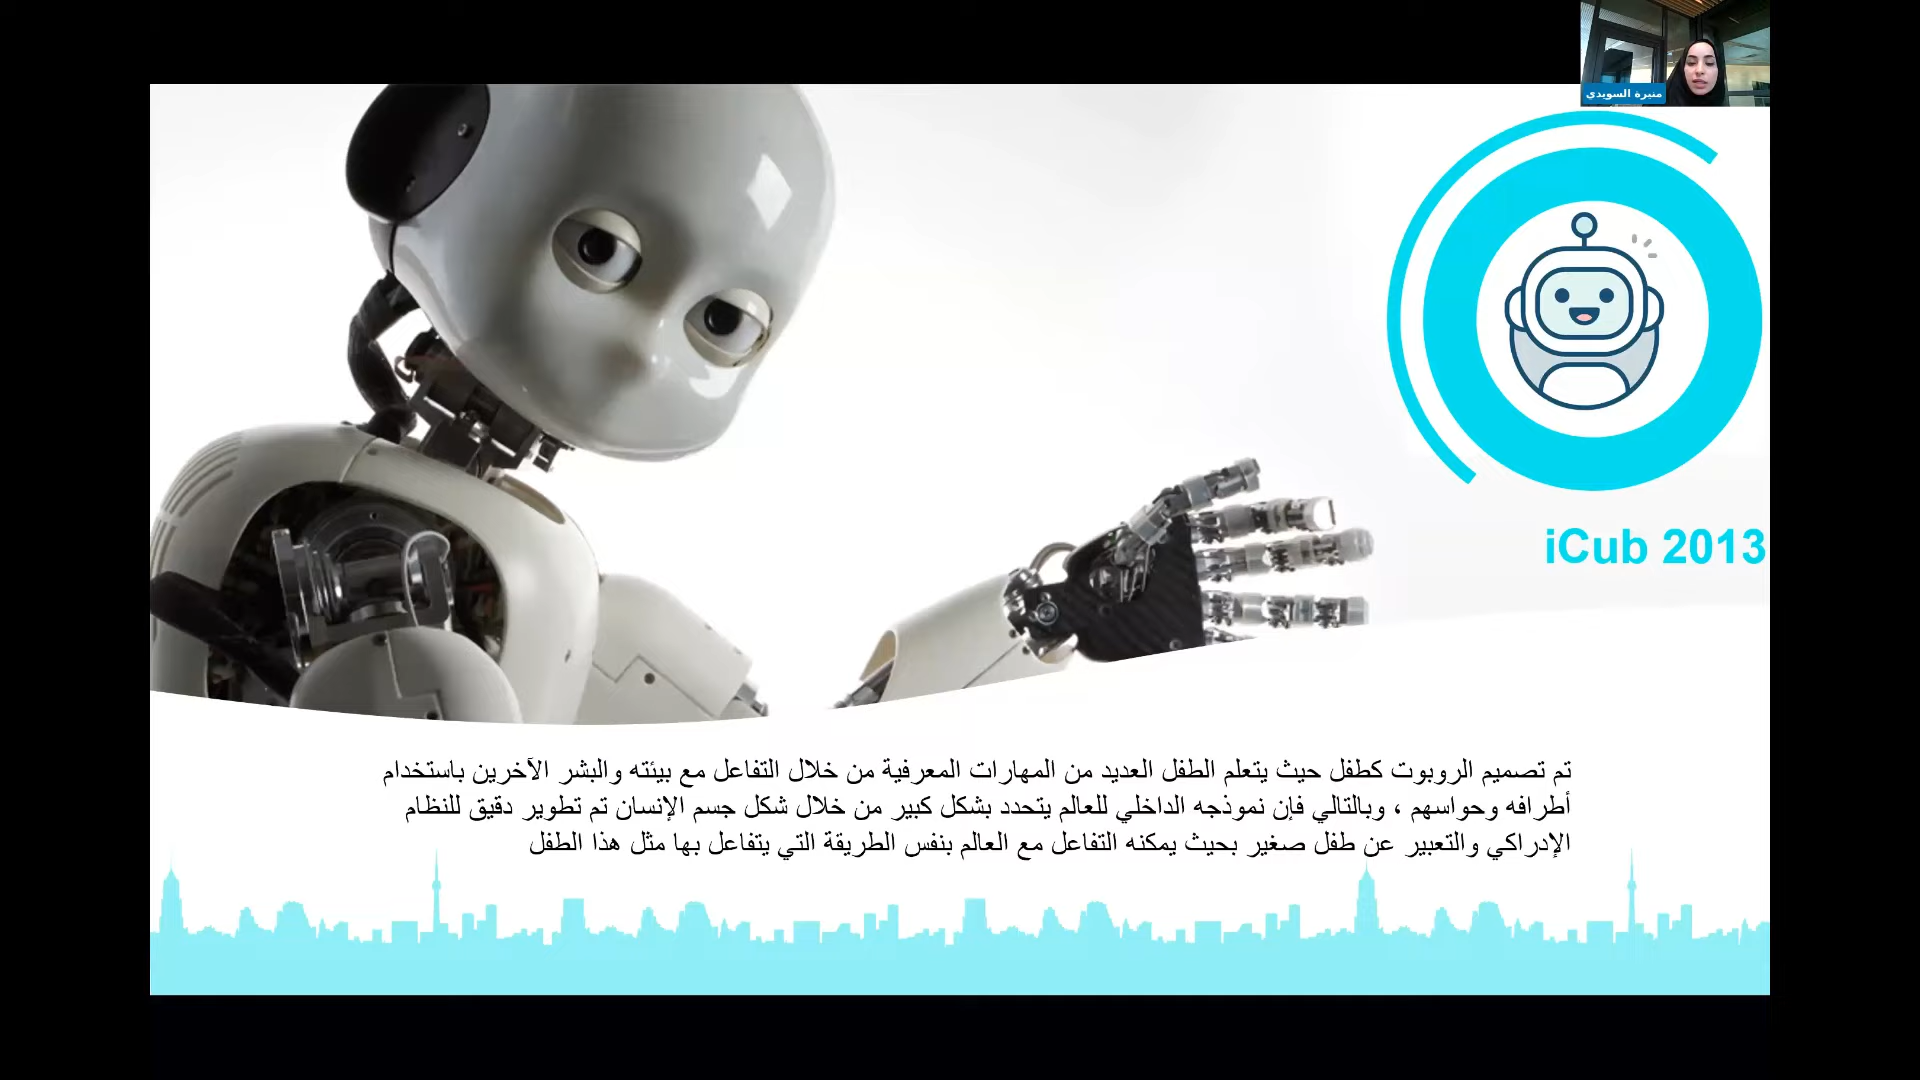 منيرة السويدي
iCub 2013
تم تصميم الروبوت كطفل حيث يتعلم الطفل العديد من المهارات المعرفية من خلال التفاعل مع بيئته والبشر الآخرين باستخدام
أطرافه وحواسهم ، وبالتالي فإن نموذجه الداخلي للعالم يتحدد بشكل كبير من خلال شكل جسم الإنسان تم تطوير دقيق للنظام
الإدراكي والتعبير عن طفل صغير بحيث يمكنه التفاعل مع العالم بنفس الطريقة التي يتفاعل بها مثل هذا الطفل